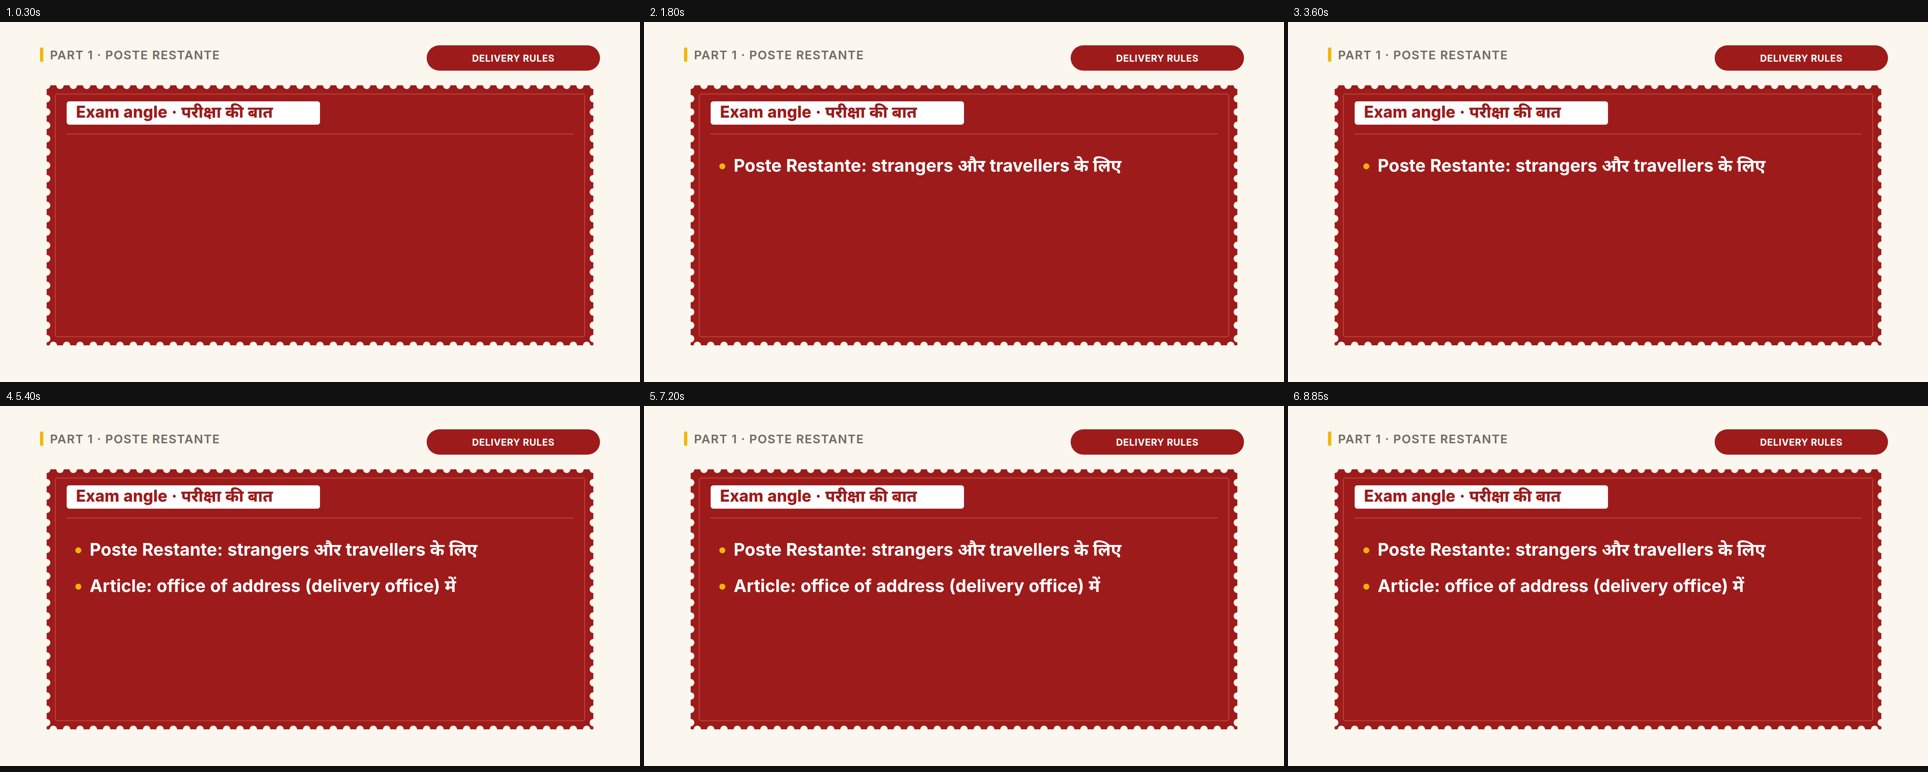 1. 0.30s
PART 1 · POSTE RESTANTE
DELIVERY RULES
Exam angle · परीक्षा की बात
2. 1.80s
PART 1 · POSTE RESTANTE
DELIVERY RULES
Exam angle · परीक्षा की बात
• Poste Restante: strangers और travellers के लिए
3. 3.60s
PART 1 · POSTE RESTANTE
DELIVERY RULES
Exam angle · परीक्षा की बात
• Poste Restante: strangers और travellers के लिए
4. 5.40s
PART 1 · POSTE RESTANTE
DELIVERY RULES
Exam angle · परीक्षा की बात
• Poste Restante: strangers और travellers के लिए
• Article: office of address (delivery office) में
5. 7.20s
PART 1 · POSTE RESTANTE
DELIVERY RULES
Exam angle · परीक्षा की बात
• Poste Restante: strangers और travellers के लिए
• Article: office of address (delivery office) में
6. 8.85s
PART 1 · POSTE RESTANTE
DELIVERY RULES
Exam angle · परीक्षा की बात
• Poste Restante: strangers और travellers के लिए
• Article: office of address (delivery office) में